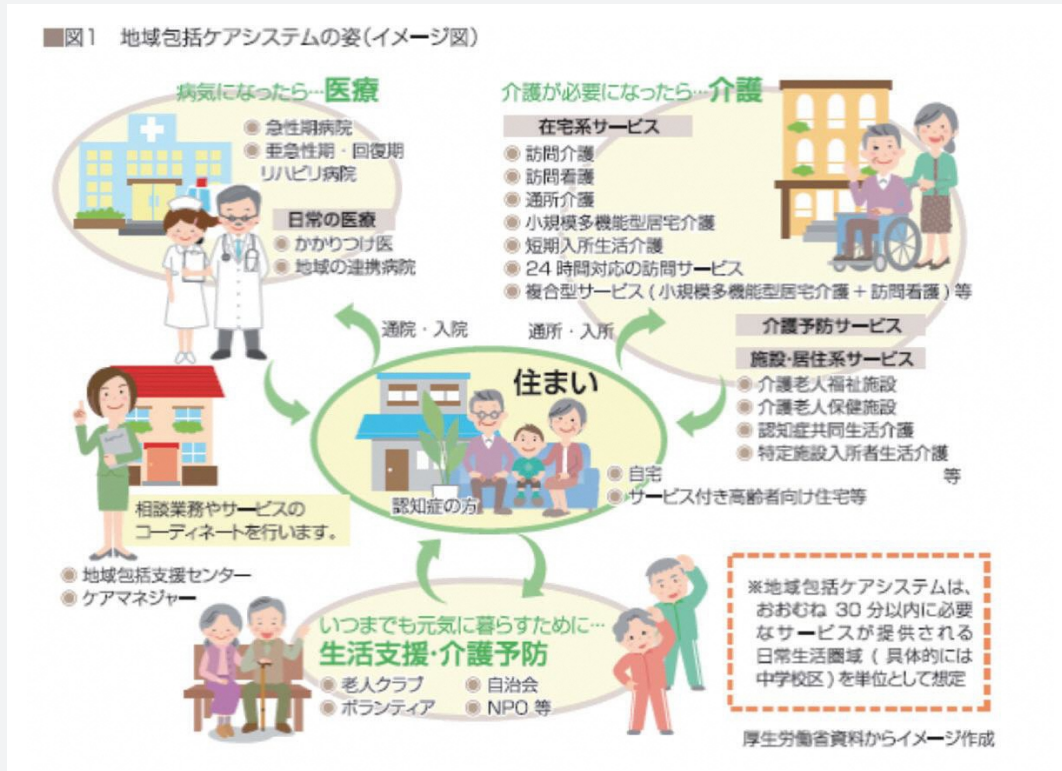 ■図1 地域包括ケアシステムの姿(イメージ図)
病気になったら…医療
● 急性期病院
● 亜急性期・回復期
リハビリ病院
日常の医療
● かかりつけ医
● 地域の連携病院
介護が必要になったら…介護
在宅系サービス
● 訪問介護
● 訪問看護
● 通所介護
● 小規模多機能型居宅介護
● 短期入所生活介護
● 24時間対応の訪問サービス
● 複合型サービス(小規模多機能型居宅介護+訪問看護)等
介護予防サービス
施設・居住系サービス
● 介護老人福祉施設
● 介護老人保健施設
● 認知症共同生活介護
● 特定施設入所者生活介護
等
通院・入院
通所・入所
住まい
認知症の方
● 自宅
● サービス付き高齢者向け住宅等
相談業務やサービスの
コーディネートを行います。
● 地域包括支援センター
● ケアマネジャー
いつまでも元気に暮らすために…
生活支援・介護予防
● 老人クラブ ● 自治会
● ボランティア ● NPO 等
※地域包括ケアシステムは、
おおむね 30 分以内に必要
なサービスが提供される
日常生活圏域(具体的には
中学校区)を単位として想定
厚生労働省資料からイメージ作成